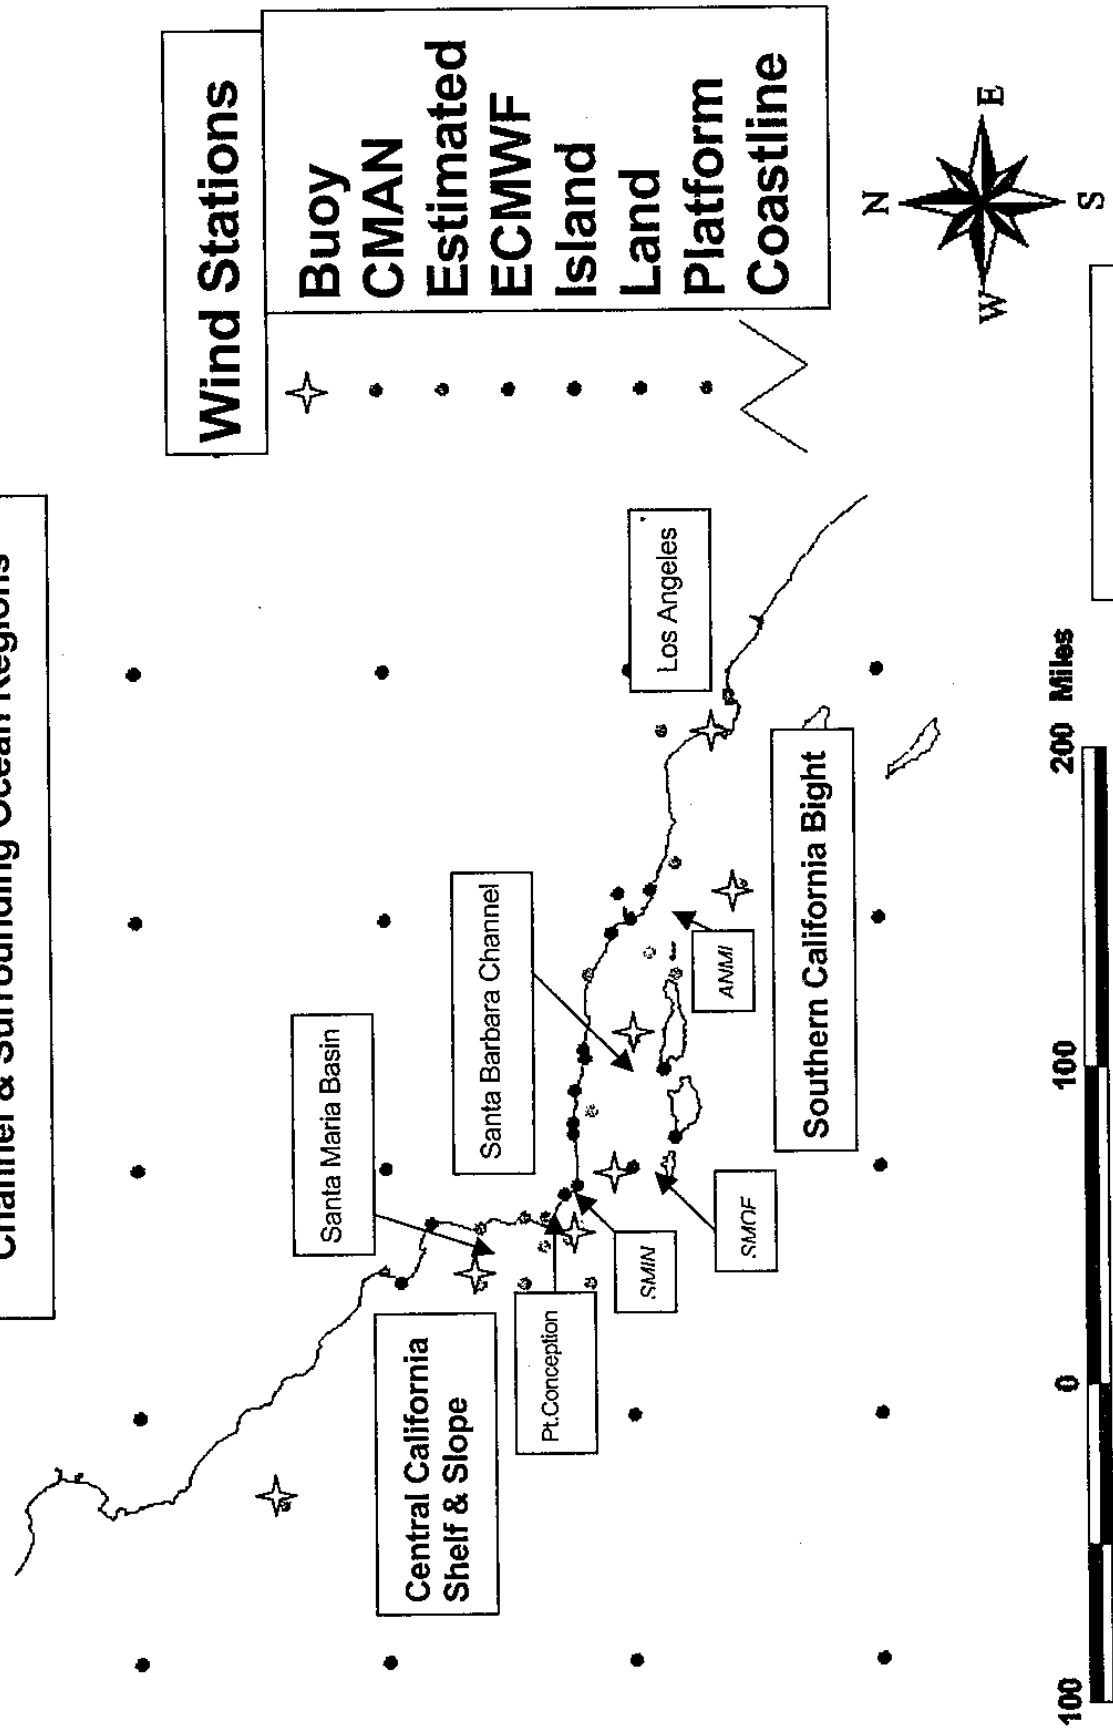 Channel & Surrounding Ocean Regions
Wind Stations
Buoy
CMAN
Estimated
ECMWF
Island
Land
Platform
Coastline
N
W
E
S
Santa Maria Basin
Santa Barbara Channel
Los Angeles
Central California
Shelf & Slope
Pt.Conception
SMIN
SMOF
ANMI
Southern California Bight
100
0
100
200 Miles